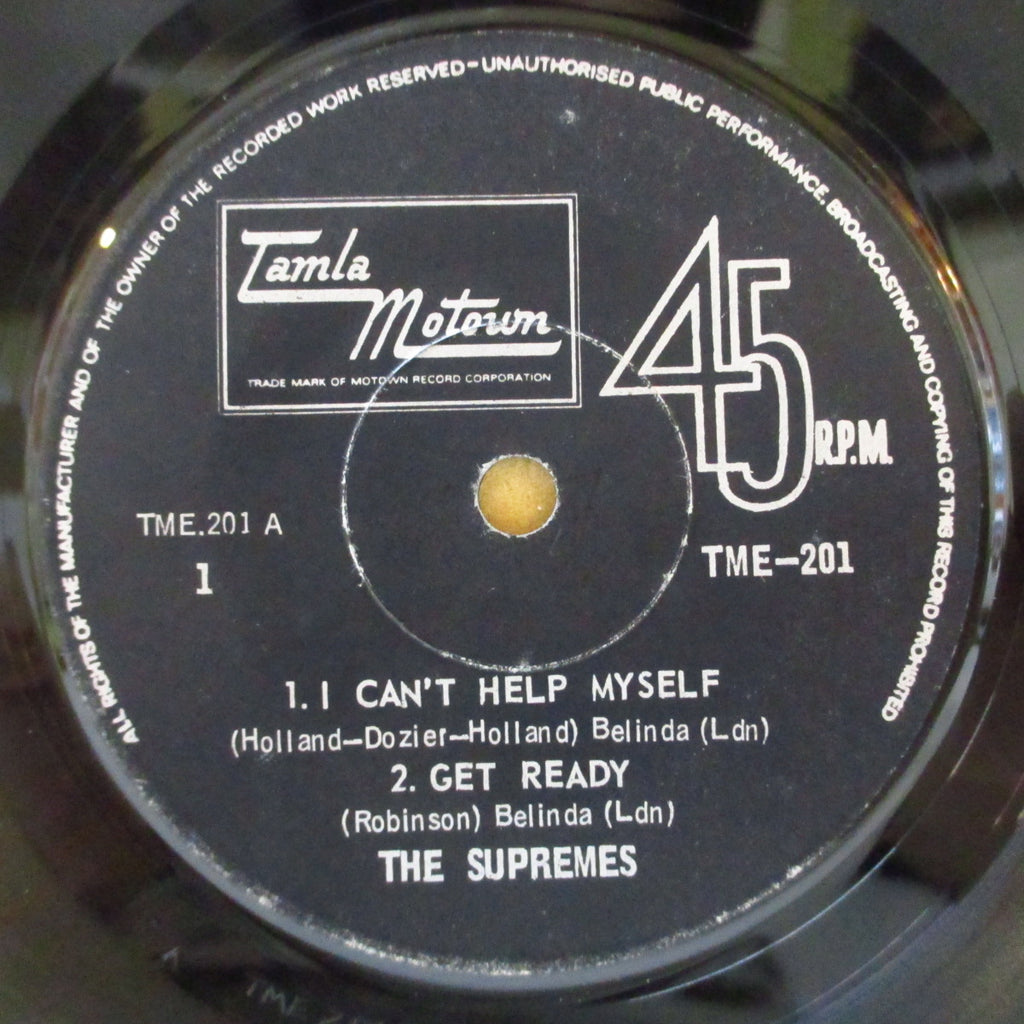 ALL RIGHTS OF THE MANUFACTURER AND OF THE OWNER OF THE RECORDED WORK RESERVED-UNAUTHORISED PUBLIC PERFORMANCE, BROADCASTING AND COPYING OF THIS RECORD PROHIBITED
Tamla
Motown
TRADE MARK OF MOTOWN RECORD CORPORATION
45 R.P.M.
TME.201 A
1
TME-201
1. I CAN'T HELP MYSELF
(Holland-Dozier-Holland) Belinda (Ldn)
2. GET READY
(Robinson) Belinda (Ldn)
THE SUPREMES